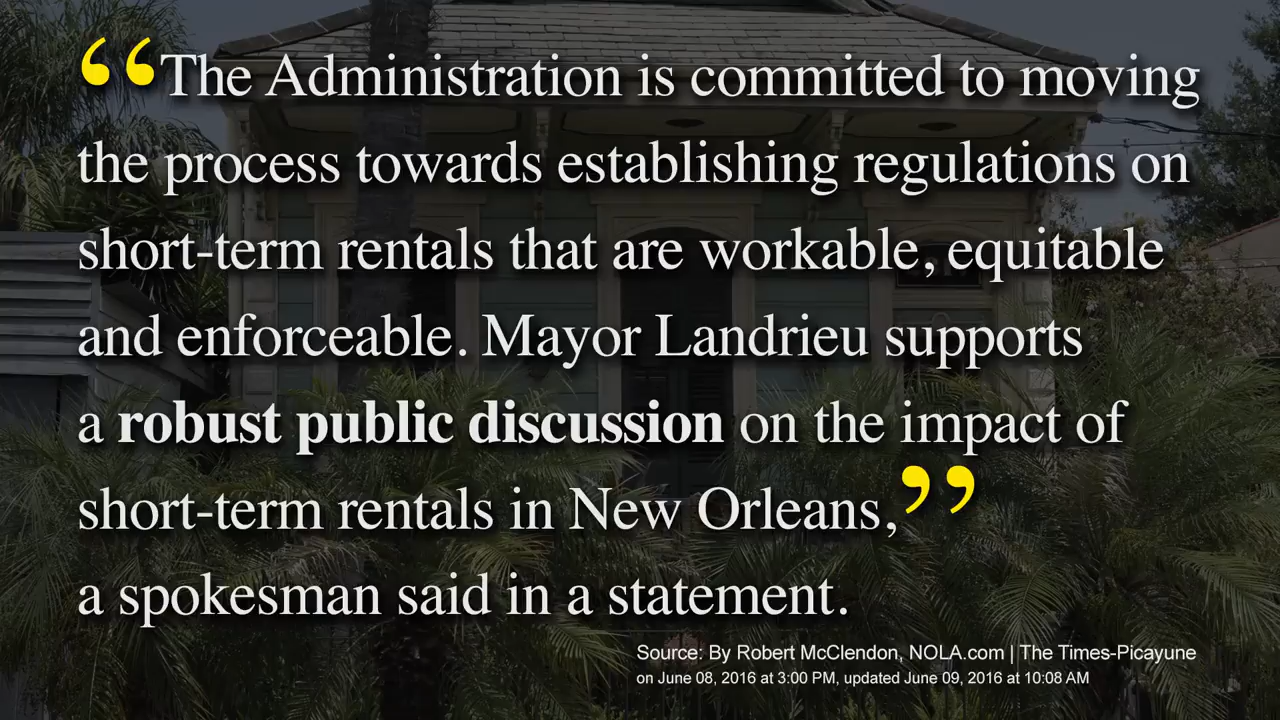 “The Administration is committed to moving
the process towards establishing regulations on
short-term rentals that are workable, equitable
and enforceable. Mayor Landrieu supports
a robust public discussion on the impact of
short-term rentals in New Orleans,”
a spokesman said in a statement.
Source: By Robert McClendon, NOLA.com | The Times-Picayune
on June 08, 2016 at 3:00 PM, updated June 09, 2016 at 10:08 AM